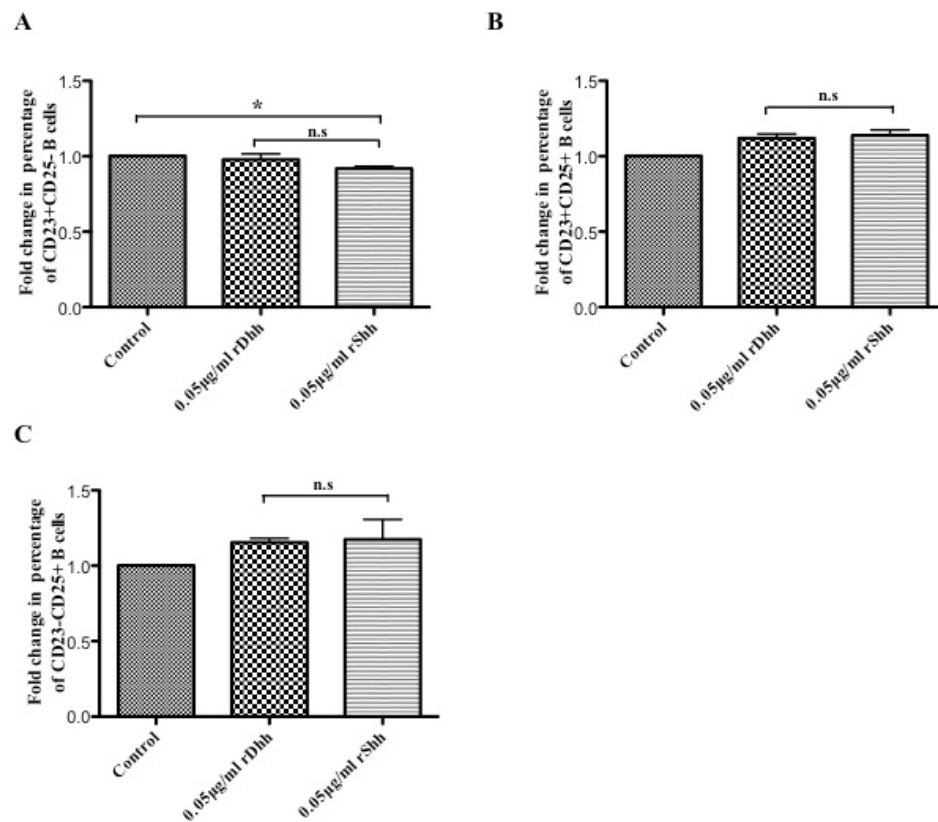 A
Fold change in percentage
of CD23+CD25- B cells
1.5
1.0
0.5
0.0
*
n.s
Control
0.05µg/ml rDhh
0.05µg/ml rShh
B
Fold change in percentage
of CD23+CD25+ B cells
1.5
1.0
0.5
0.0
n.s
Control
0.05µg/ml rDhh
0.05µg/ml rShh
C
Fold change in percentage
of CD23-CD25+ B cells
1.5
1.0
0.5
0.0
n.s
Control
0.05µg/ml rDhh
0.05µg/ml rShh